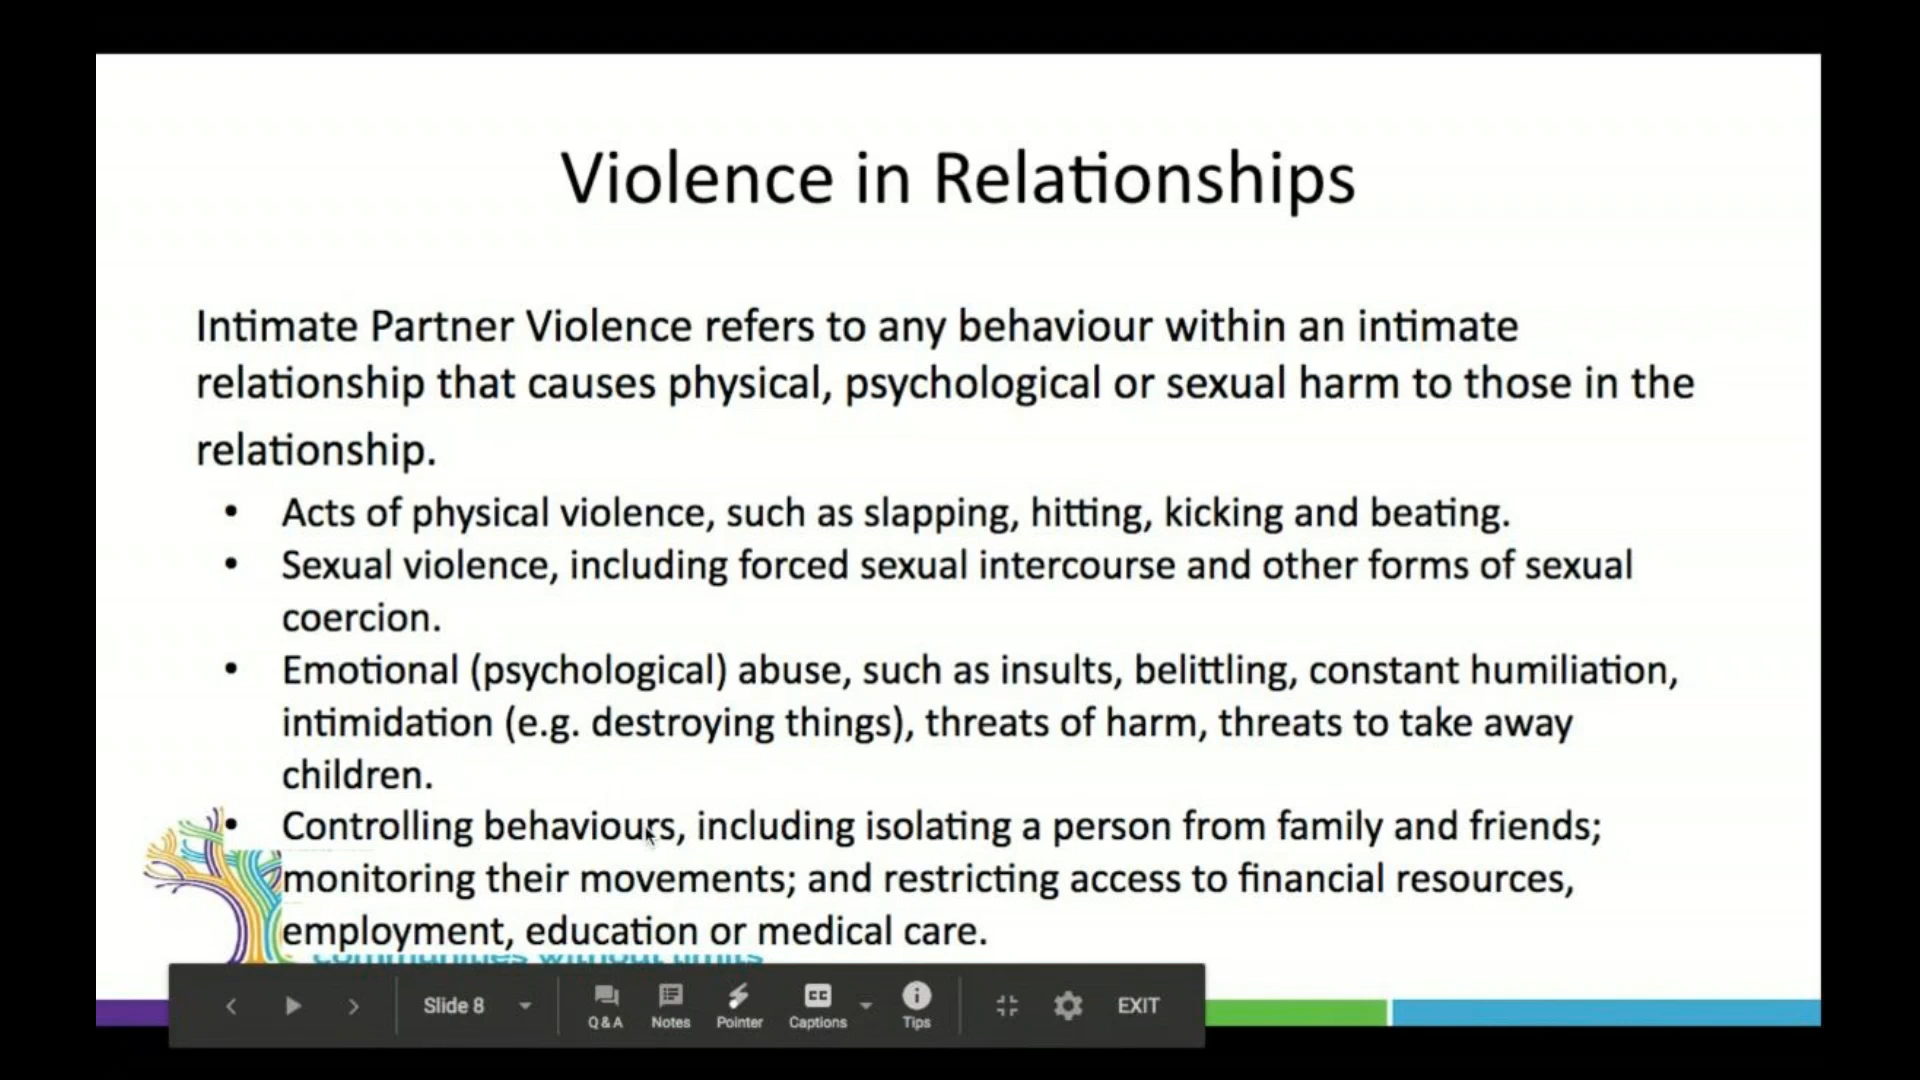 Violence in Relationships
Intimate Partner Violence refers to any behaviour within an intimate
relationship that causes physical, psychological or sexual harm to those in the
relationship.
• Acts of physical violence, such as slapping, hitting, kicking and beating.
• Sexual violence, including forced sexual intercourse and other forms of sexual
coercion.
• Emotional (psychological) abuse, such as insults, belittling, constant humiliation,
intimidation (e.g. destroying things), threats of harm, threats to take away
children.
• Controlling behaviours, including isolating a person from family and friends;
monitoring their movements; and restricting access to financial resources,
employment, education or medical care.
communities without limits
Slide 8
Q&A
Notes
Pointer
CC
Captions
Tips
EXIT